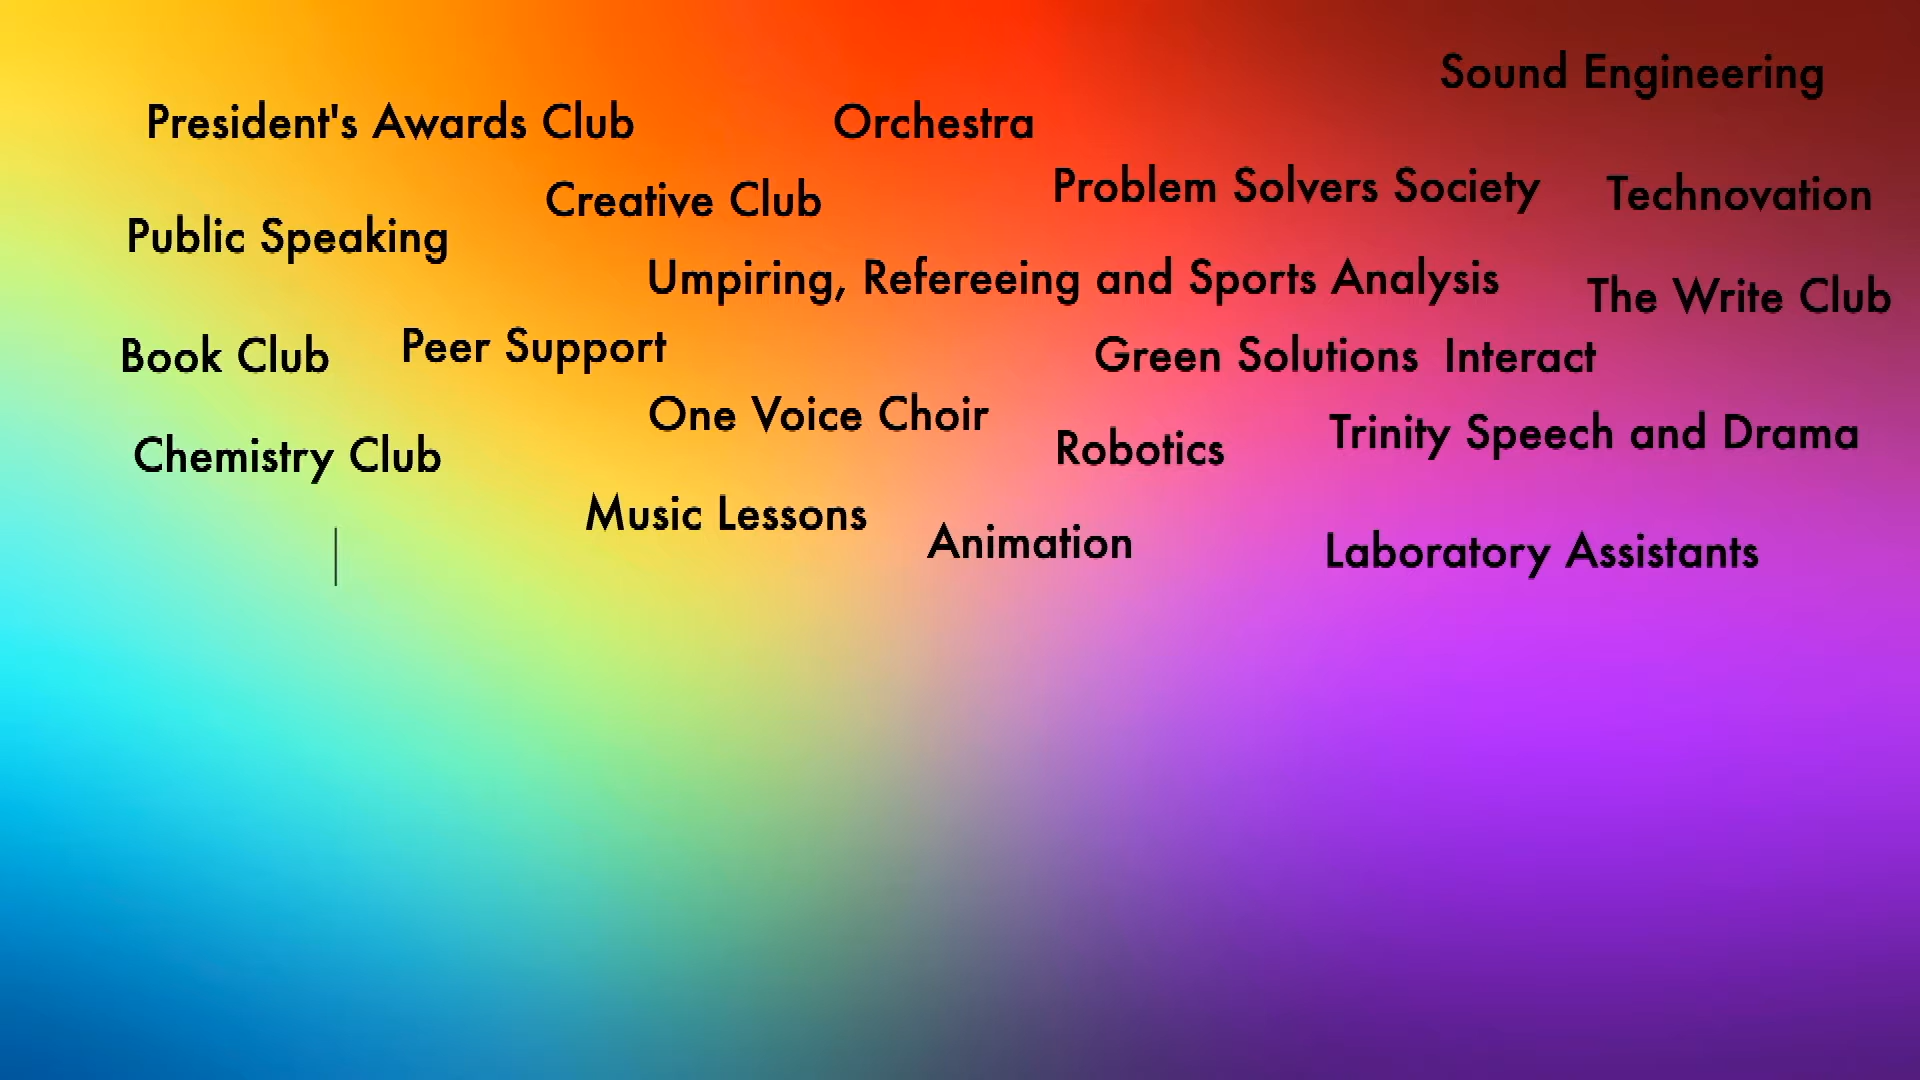 Sound Engineering
President's Awards Club
Orchestra
Problem Solvers Society
Technovation
Creative Club
Public Speaking
Umpiring, Refereeing and Sports Analysis
The Write Club
Book Club
Peer Support
Green Solutions
Interact
One Voice Choir
Trinity Speech and Drama
Robotics
Chemistry Club
Music Lessons
Animation
Laboratory Assistants